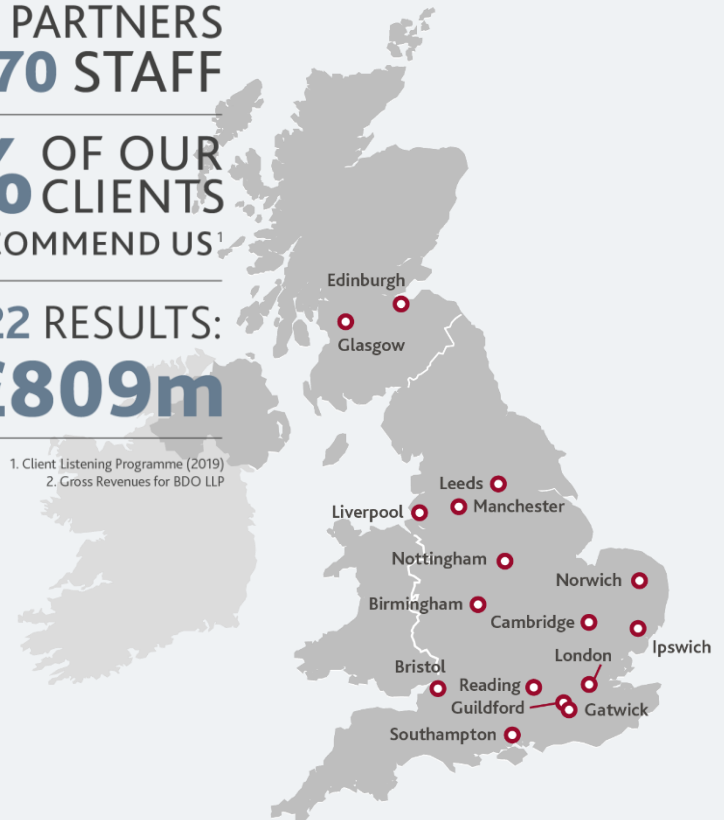 PARTNERS
70 STAFF
% OF OUR
CLIENTS
COMMEND US¹
22 RESULTS:
£809m
1. Client Listening Programme (2019)
2. Gross Revenues for BDO LLP
Edinburgh
Glasgow
Leeds
Manchester
Liverpool
Nottingham
Norwich
Birmingham
Cambridge
Ipswich
London
Bristol
Reading
Guildford
Gatwick
Southampton